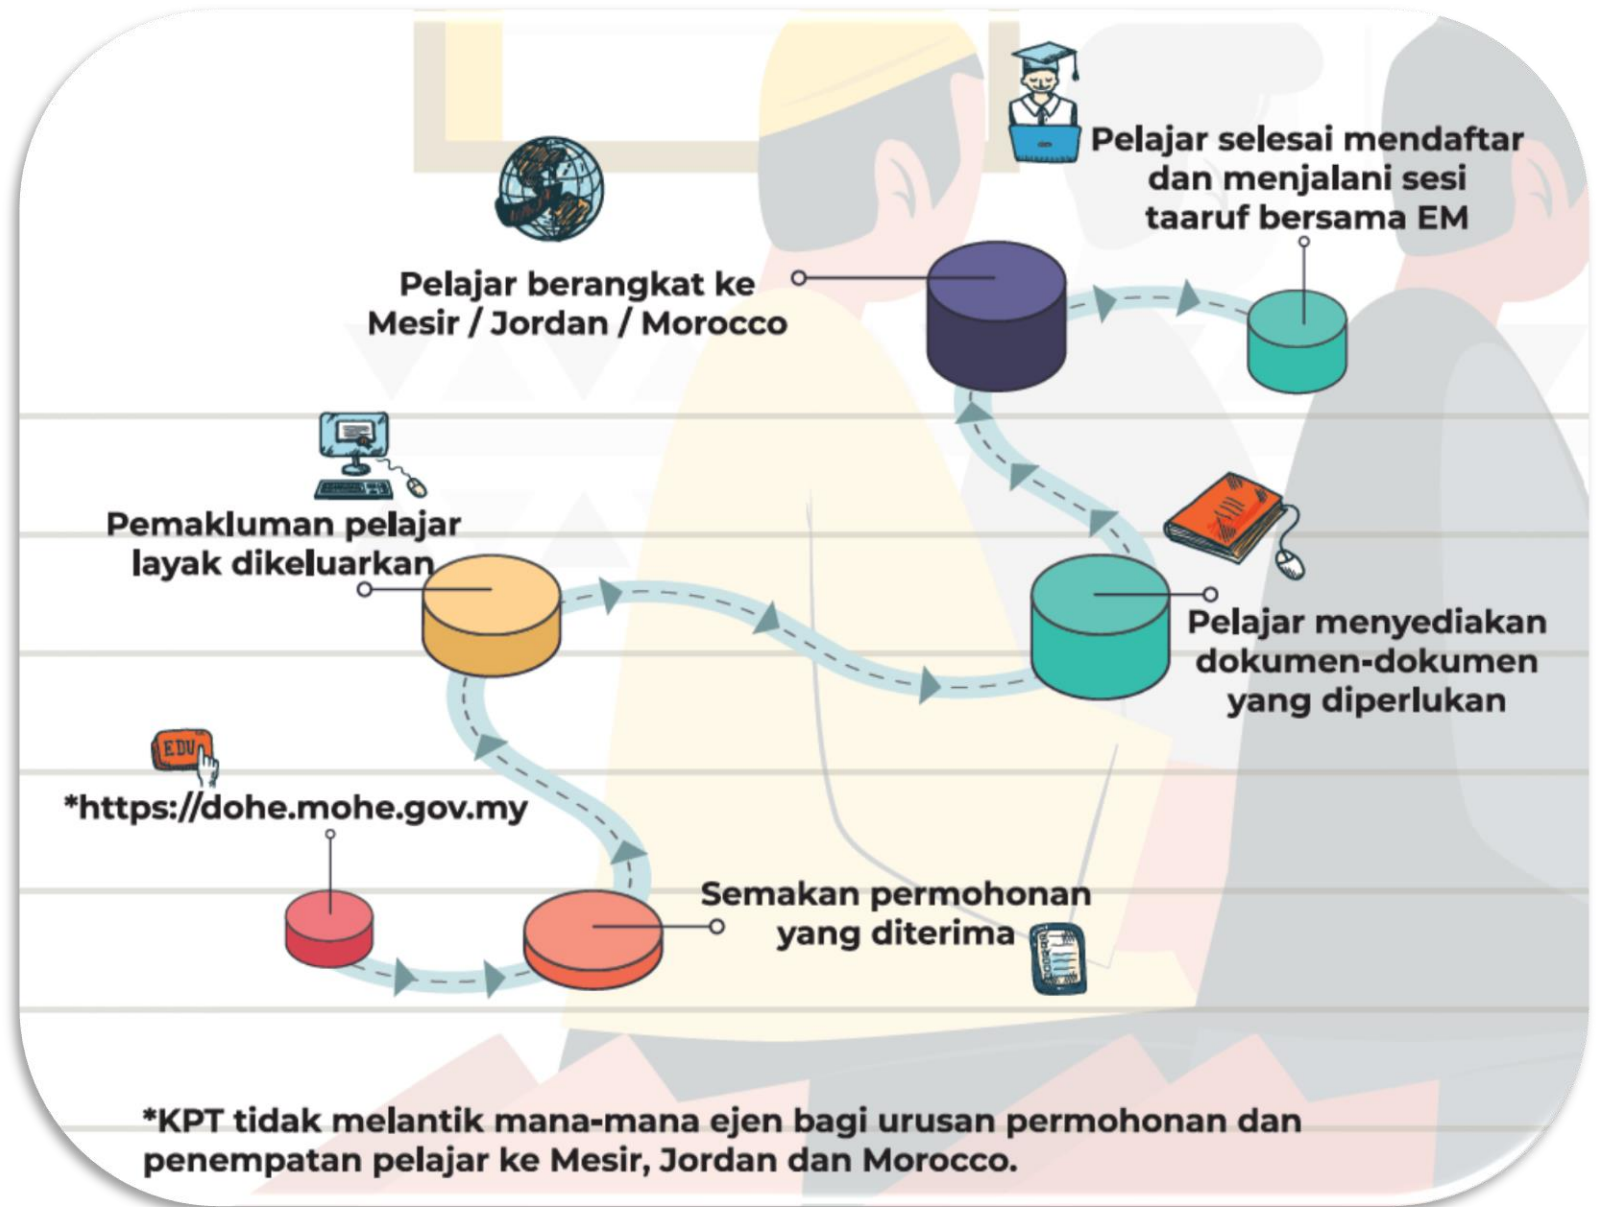 Pelajar selesai mendaftar
dan menjalani sesi
taaruf bersama EM
Pelajar berangkat ke
Mesir / Jordan / Morocco
Pemakluman pelajar
layak dikeluarkan
Pelajar menyediakan
dokumen-dokumen
yang diperlukan
EDU
*https://dohe.mohe.gov.my
Semakan permohonan
yang diterima
*KPT tidak melantik mana-mana ejen bagi urusan permohonan dan
penempatan pelajar ke Mesir, Jordan dan Morocco.